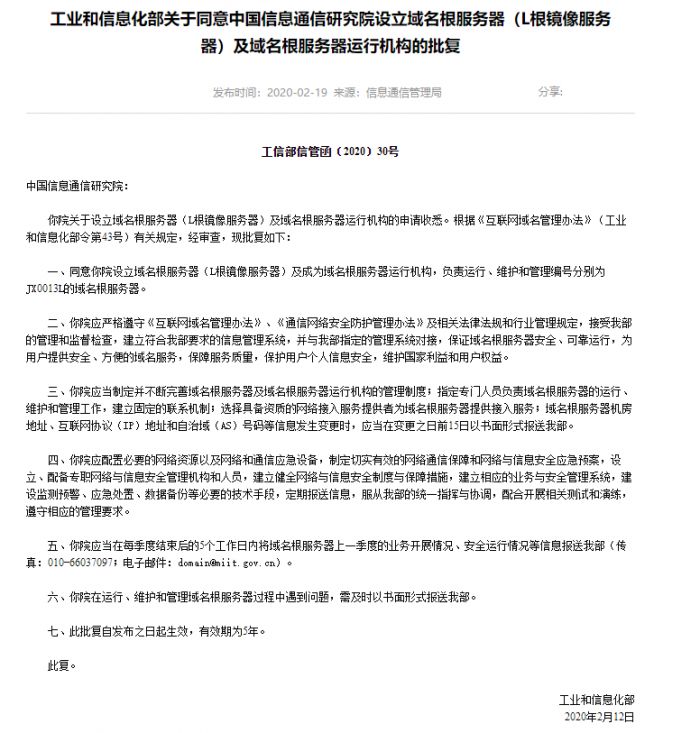 工业和信息化部关于同意中国信息通信研究院设立域名根服务器（L根镜像服务
器）及域名根服务器运行机构的批复
发布时间：2020-02-19 来源：信息通信管理局 分享:
工信部信管函（2020）30号
中国信息通信研究院：
你院关于设立域名根服务器（L根镜像服务器）及域名根服务器运行机构的申请收悉。根据《互联网域名管理办法》（工业
和信息化部令第43号）有关规定，经审查，现批复如下：
一、同意你院设立域名根服务器（L根镜像服务器）及成为域名根服务器运行机构，负责运行、维护和管理编号分别为
JX0013L的域名根服务器。
二、你院应严格遵守《互联网域名管理办法》、《通信网络安全防护管理办法》及相关法律法规和行业管理规定，接受我部
的管理和监督检查，建立符合我部要求的信息管理系统，并与我部指定的管理系统对接，保证域名根服务器安全、可靠运行，为
用户提供安全、方便的域名服务，保障服务质量，保护用户个人信息安全，维护国家利益和用户权益。
三、你院应当制定并不断完善域名根服务器及域名根服务器运行机构的管理制度；指定专门人员负责域名根服务器的运行、
维护和管理工作，建立固定的联系机制；选择具备资质的网络接入服务提供者为域名根服务器提供接入服务；域名根服务器机房
地址、互联网协议（IP）地址和自治域（AS）号码等信息发生变更时，应当在变更之日前15日以书面形式报送我部。
四、你院应配置必要的网络资源以及网络和通信应急设备，制定切实有效的网络通信保障和网络与信息安全应急预案，设
立、配备专职网络与信息安全管理机构和人员，建立健全网络与信息安全制度与保障措施，建立相应的业务与安全管理系统，建
设监测预警、应急处置、数据备份等必要的技术手段，定期报送信息，服从我部的统一指挥与协调，配合开展相关测试和演练，
遵守相应的管理要求。
五、你院应当在每季度结束后的5个工作日内将域名根服务器上一季度的业务开展情况、安全运行情况等信息报送我部（传
真：010-66037097；电子邮件：domain@miit.gov.cn）。
六、你院在运行、维护和管理域名根服务器过程中遇到问题，需及时以书面形式报送我部。
七、此批复自发布之日起生效，有效期为5年。
此复。
工业和信息化部
2020年2月12日